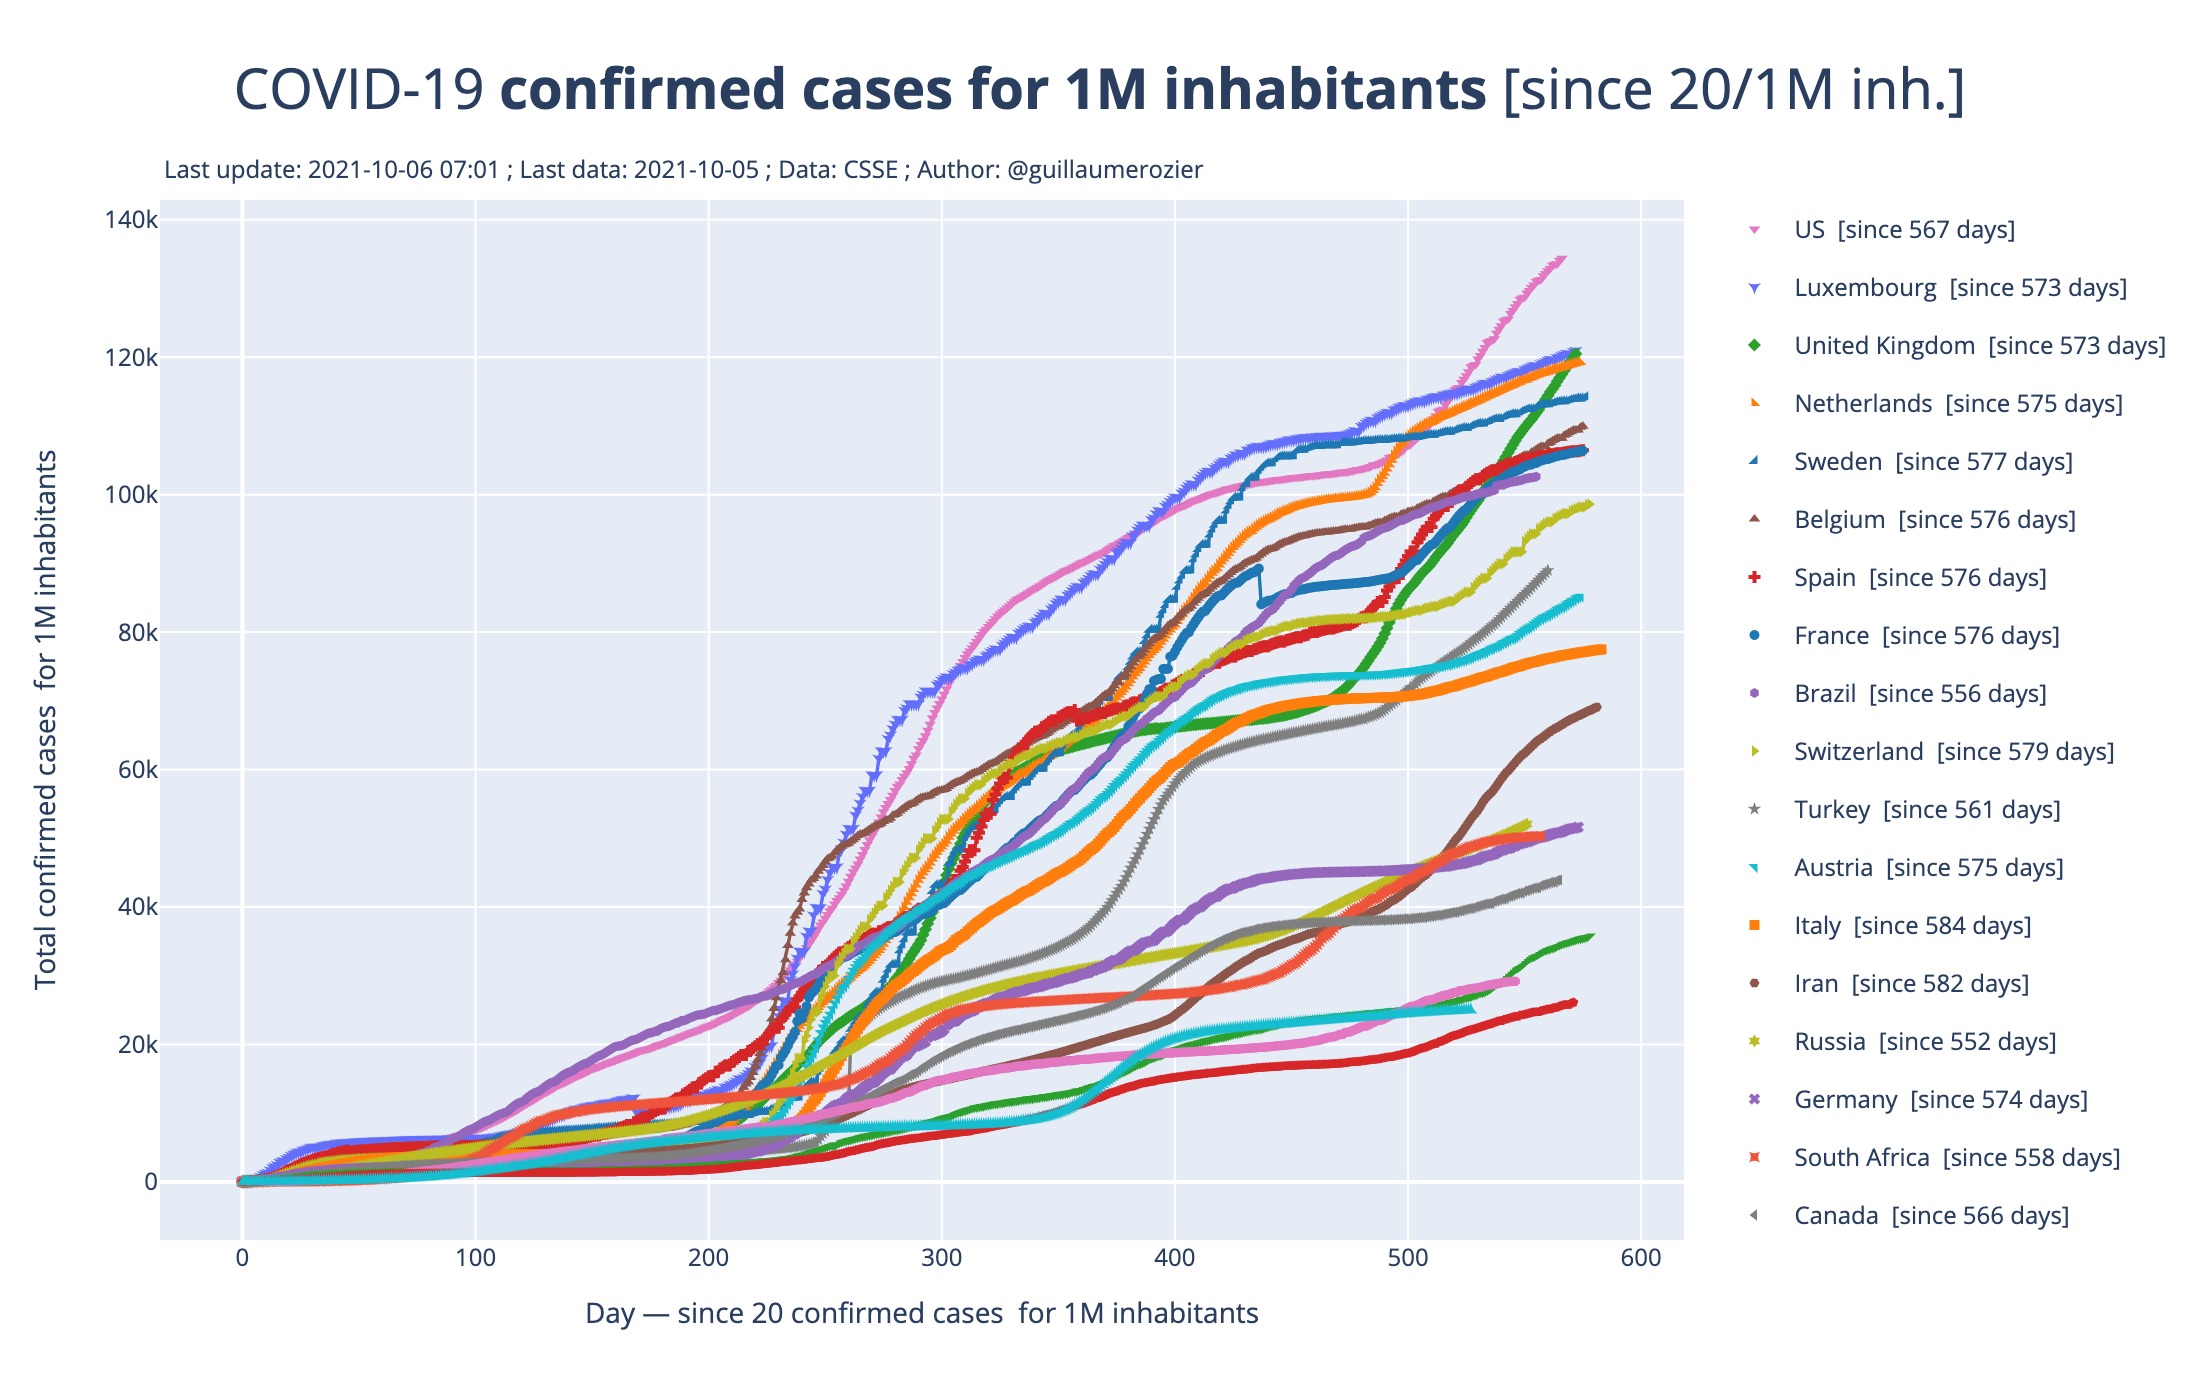 COVID-19 confirmed cases for 1M inhabitants [since 20/1M inh.]
Last update: 2021-10-06 07:01 ; Last data: 2021-10-05 ; Data: CSSE ; Author: @guillaumerozier
Total confirmed cases for 1M inhabitants
140k
120k
100k
80k
60k
40k
20k
0
0 100 200 300 400 500 600
Day — since 20 confirmed cases for 1M inhabitants
US [since 567 days]
Luxembourg [since 573 days]
United Kingdom [since 573 days]
Netherlands [since 575 days]
Sweden [since 577 days]
Belgium [since 576 days]
Spain [since 576 days]
France [since 576 days]
Brazil [since 556 days]
Switzerland [since 579 days]
Turkey [since 561 days]
Austria [since 575 days]
Italy [since 584 days]
Iran [since 582 days]
Russia [since 552 days]
Germany [since 574 days]
South Africa [since 558 days]
Canada [since 566 days]